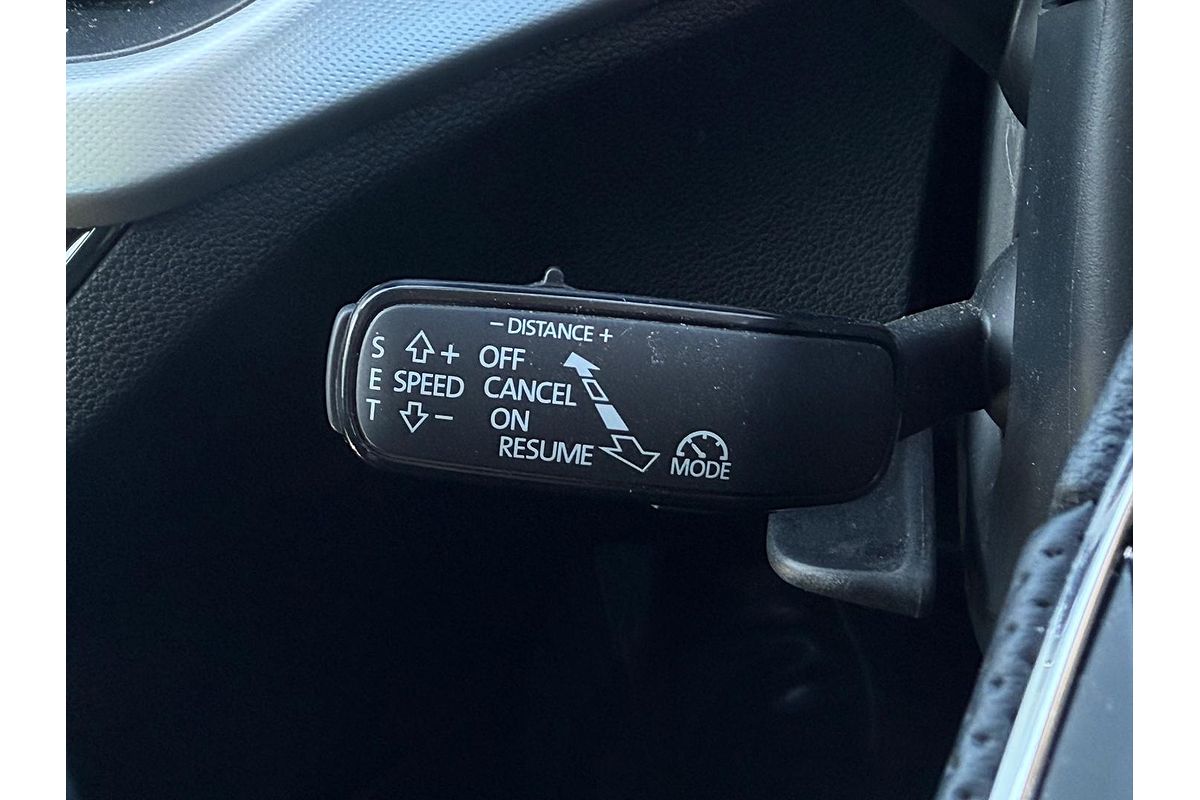 − DISTANCE +
S + OFF
E SPEED CANCEL
T − ON
RESUME
MODE